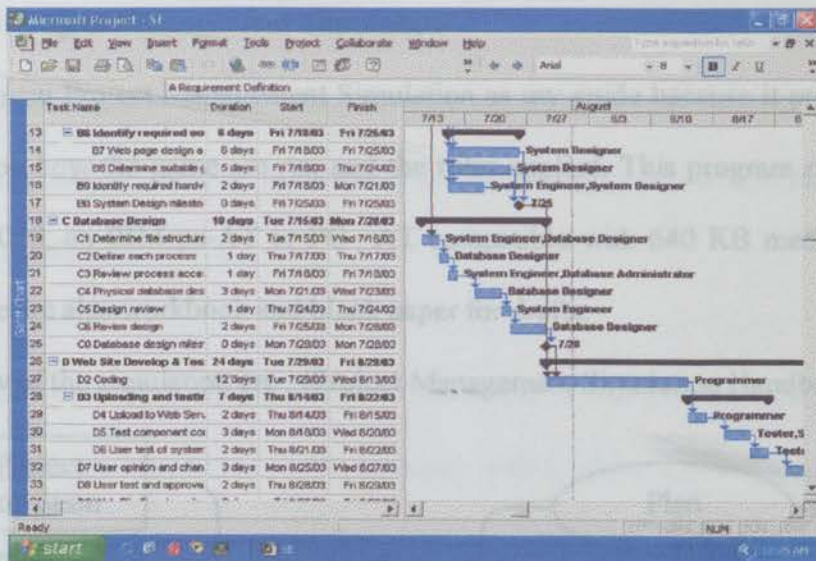 Microsoft Project - SE
File Edit View Insert Format Tools Project Collaborate Window Help
Arial 8 B I U
A Requirement Definition
Task Name Duration Start Finish August
7/13 7/20 7/27 8/3 8/10 8/17 8
13 B6 Identify required 6 days Fri 7/18/03 Fri 7/25/03
14 B7 Web page design a 6 days Fri 7/18/03 Fri 7/25/03 System Designer
15 B8 Determine 5 days Fri 7/18/03 Thu 7/24/03 System Designer
16 B9 Identify required hardw 2 days Fri 7/18/03 Mon 7/21/03 System Engineer,System Designer
17 B0 System Design milesto 0 days Fri 7/25/03 Fri 7/25/03 7/25
18 C Database Design 10 days Tue 7/15/03 Mon 7/28/03
19 C1 Determine file structure 2 days Tue 7/15/03 Wed 7/16/03 System Engineer,Database Designer
20 C2 Define each process 1 day Thu 7/17/03 Thu 7/17/03 Database Designer
21 C3 Review process acce 1 day Fri 7/18/03 Fri 7/18/03 System Engineer,Database Administrator
22 C4 Physical database des 3 days Mon 7/21/03 Wed 7/23/03 Database Designer
23 C5 Design review 1 day Thu 7/24/03 Thu 7/24/03 System Engineer
24 C6 Revise design 2 days Fri 7/25/03 Mon 7/28/03 Database Designer
25 C0 Database design miles 0 days Mon 7/28/03 Mon 7/28/03 7/28
26 D Web Site Develop & Tes 24 days Tue 7/29/03 Fri 8/29/03
27 D2 Coding 12 days Tue 7/29/03 Wed 8/13/03 Programmer
28 D3 Uploading and testin 7 days Thu 8/14/03 Fri 8/22/03
29 D4 Upload to Web Serv 2 days Thu 8/14/03 Fri 8/15/03 Programmer
30 D5 Test component cor 3 days Mon 8/18/03 Wed 8/20/03 Tester,S
31 D6 User test of system 2 days Thu 8/21/03 Fri 8/22/03 Teste
32 D7 User opinion and chan 3 days Mon 8/25/03 Wed 8/27/03
33 D8 User test and approve 2 days Thu 8/28/03 Fri 8/29/03
Gantt Chart
Ready NUM
start SE AM